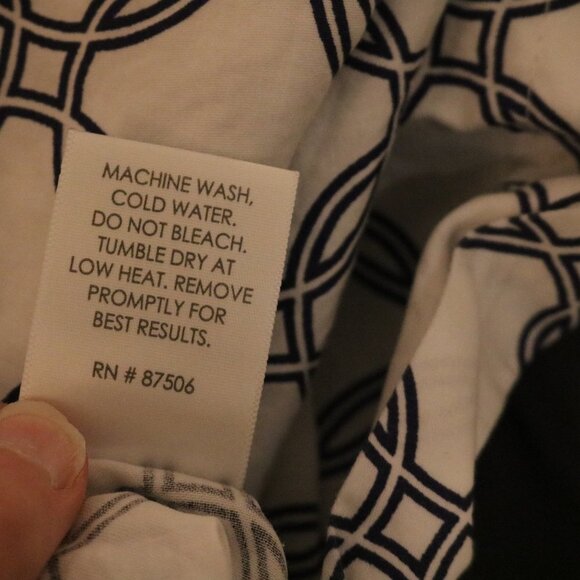 MACHINE WASH,
COLD WATER.
DO NOT BLEACH.
TUMBLE DRY AT
LOW HEAT. REMOVE
PROMPTLY FOR
BEST RESULTS.
RN # 87506